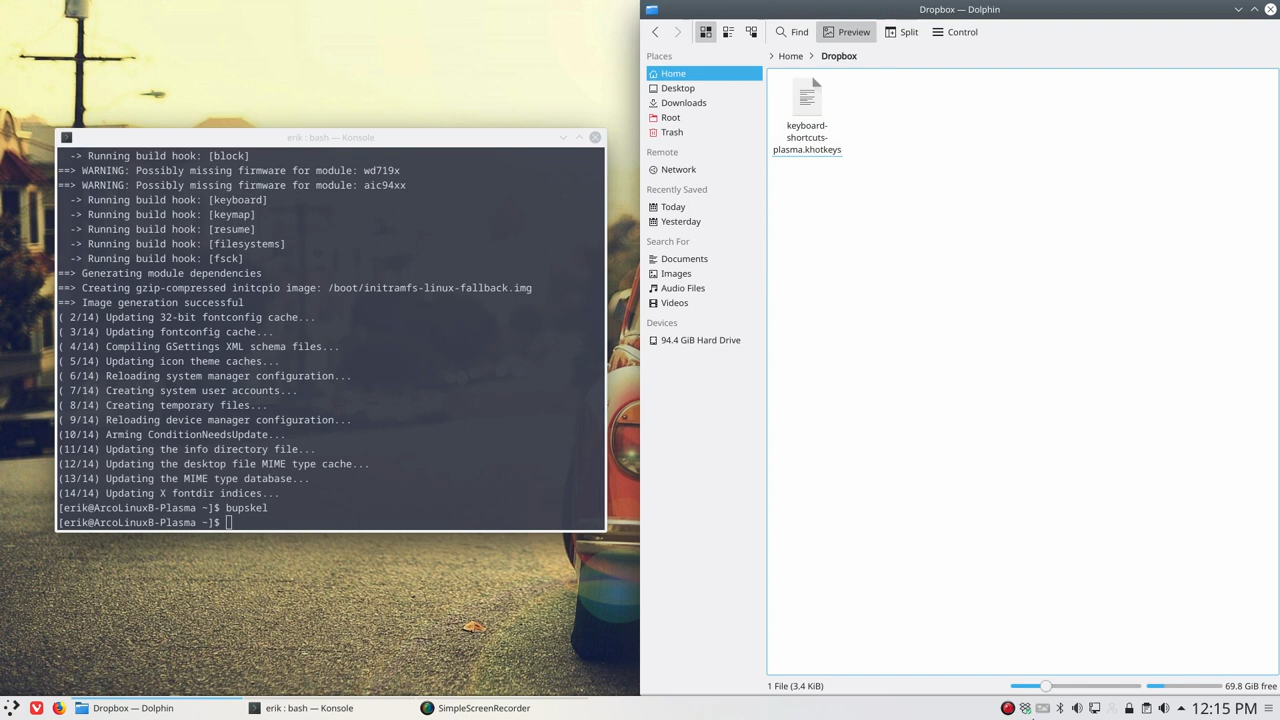 erik : bash — Konsole
-> Running build hook: [block]
==> WARNING: Possibly missing firmware for module: wd719x
==> WARNING: Possibly missing firmware for module: aic94xx
-> Running build hook: [keyboard]
-> Running build hook: [keymap]
-> Running build hook: [resume]
-> Running build hook: [filesystems]
-> Running build hook: [fsck]
==> Generating module dependencies
==> Creating gzip-compressed initcpio image: /boot/initramfs-linux-fallback.img
==> Image generation successful
( 2/14) Updating 32-bit fontconfig cache...
( 3/14) Updating fontconfig cache...
( 4/14) Compiling GSettings XML schema files...
( 5/14) Updating icon theme caches...
( 6/14) Reloading system manager configuration...
( 7/14) Creating system user accounts...
( 8/14) Creating temporary files...
( 9/14) Reloading device manager configuration...
(10/14) Arming ConditionNeedsUpdate...
(11/14) Updating the info directory file...
(12/14) Updating the desktop file MIME type cache...
(13/14) Updating the MIME type database...
(14/14) Updating X fontdir indices...
[erik@ArcoLinuxB-Plasma ~]$ bupskel
[erik@ArcoLinuxB-Plasma ~]$
Dropbox — Dolphin
Find Preview Split Control
Places
Home
Desktop
Downloads
Root
Trash
Remote
Network
Recently Saved
Today
Yesterday
Search For
Documents
Images
Audio Files
Videos
Devices
94.4 GiB Hard Drive
> Home > Dropbox
keyboard-
shortcuts-
plasma.khotkeys
1 File (3.4 KiB)
69.8 GiB free
Dropbox — Dolphin
erik : bash — Konsole
SimpleScreenRecorder
12:15 PM